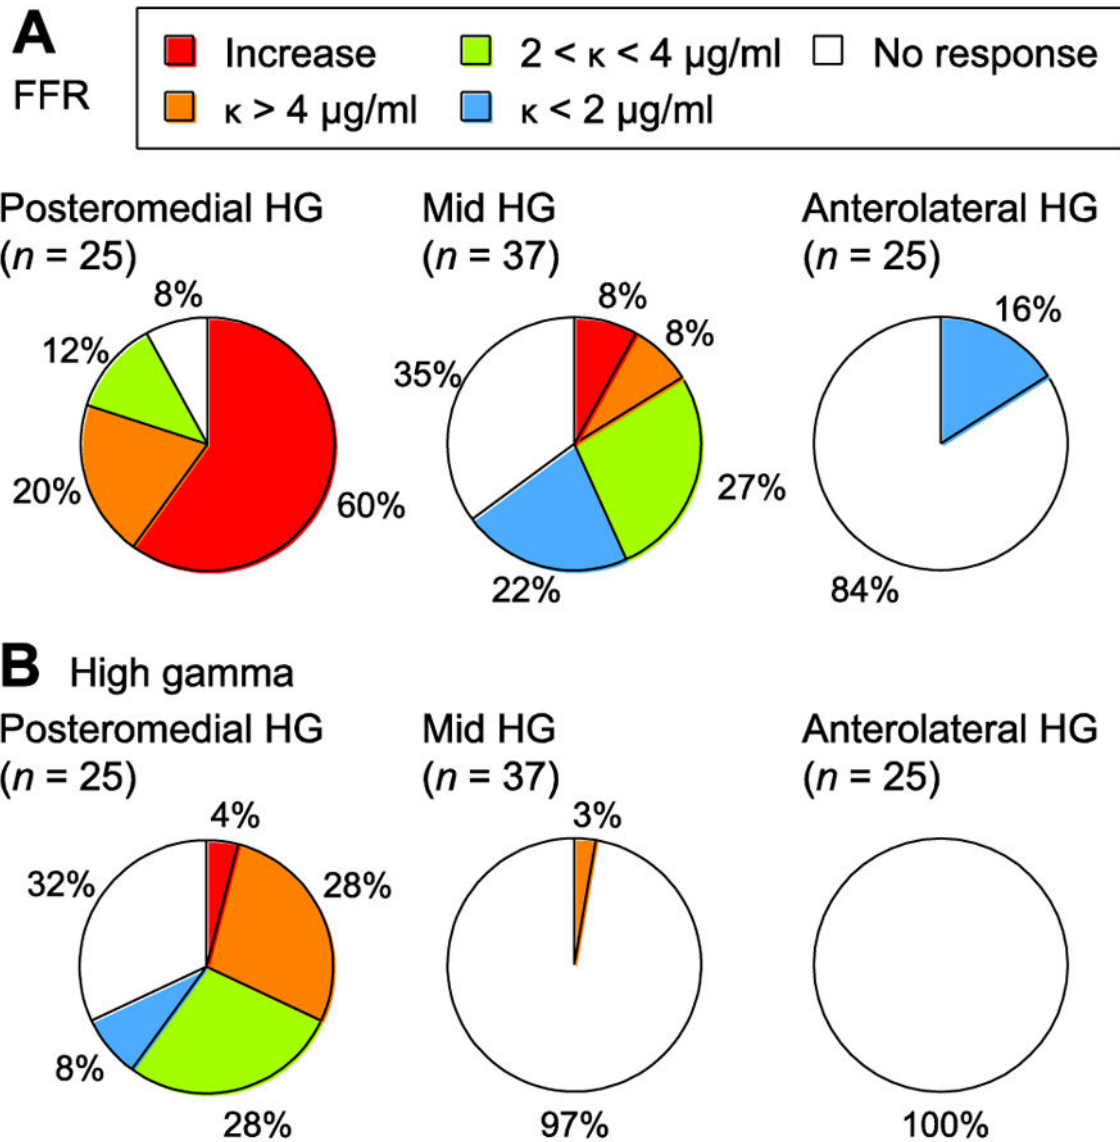 A
FFR
Increase
κ > 4 µg/ml
2 < κ < 4 µg/ml
κ < 2 µg/ml
No response
Posteromedial HG
(n = 25)
8%
12%
20%
60%
Mid HG
(n = 37)
8%
8%
35%
27%
22%
Anterolateral HG
(n = 25)
16%
84%
B High gamma
Posteromedial HG
(n = 25)
4%
32%
28%
8%
28%
Mid HG
(n = 37)
3%
97%
Anterolateral HG
(n = 25)
100%